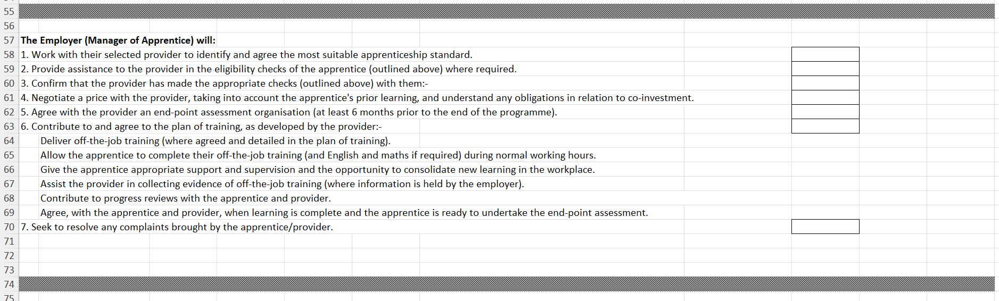 55
56
57 The Employer (Manager of Apprentice) will:
58 1. Work with their selected provider to identify and agree the most suitable apprenticeship standard.
59 2. Provide assistance to the provider in the eligibility checks of the apprentice (outlined above) where required.
60 3. Confirm that the provider has made the appropriate checks (outlined above) with them:-
61 4. Negotiate a price with the provider, taking into account the apprentice's prior learning, and understand any obligations in relation to co-investment.
62 5. Agree with the provider an end-point assessment organisation (at least 6 months prior to the end of the programme).
63 6. Contribute to and agree to the plan of training, as developed by the provider:-
64 Deliver off-the-job training (where agreed and detailed in the plan of training).
65 Allow the apprentice to complete their off-the-job training (and English and maths if required) during normal working hours.
66 Give the apprentice appropriate support and supervision and the opportunity to consolidate new learning in the workplace.
67 Assist the provider in collecting evidence of off-the-job training (where information is held by the employer).
68 Contribute to progress reviews with the apprentice and provider.
69 Agree, with the apprentice and provider, when learning is complete and the apprentice is ready to undertake the end-point assessment.
70 7. Seek to resolve any complaints brought by the apprentice/provider.
71
72
73
74
75